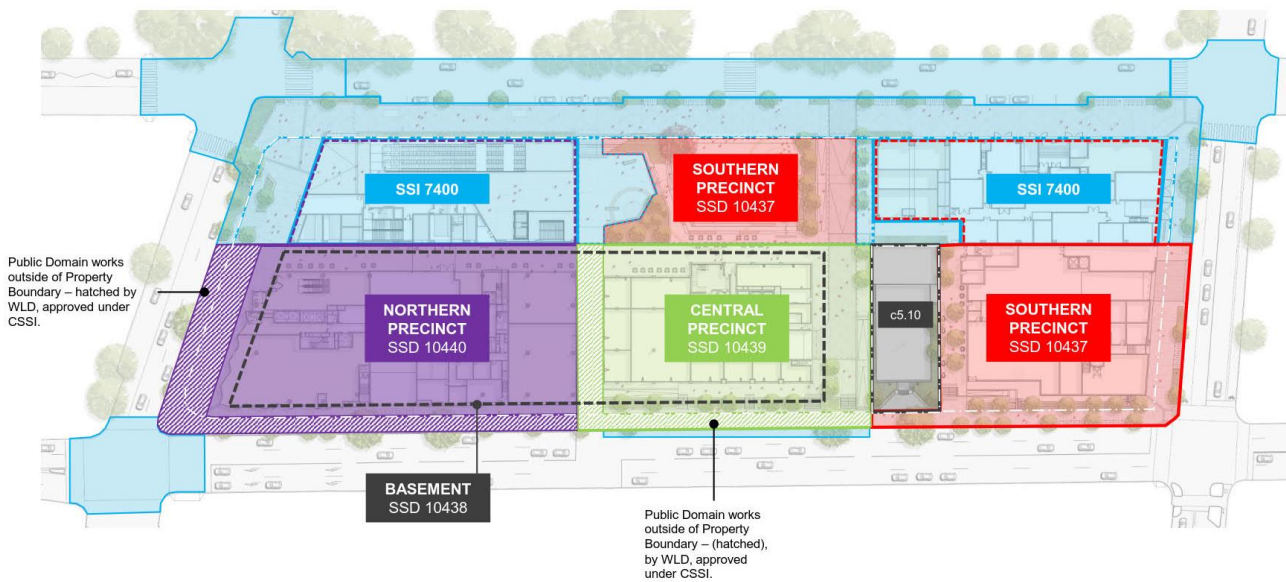 SSI 7400
SOUTHERN
PRECINCT
SSD 10437
SSI 7400
Public Domain works
outside of Property
Boundary – hatched by
WLD, approved under
CSSI.
NORTHERN
PRECINCT
SSD 10440
CENTRAL
PRECINCT
SSD 10439
c5.10
SOUTHERN
PRECINCT
SSD 10437
BASEMENT
SSD 10438
Public Domain works
outside of Property
Boundary – (hatched),
by WLD, approved
under CSSI.